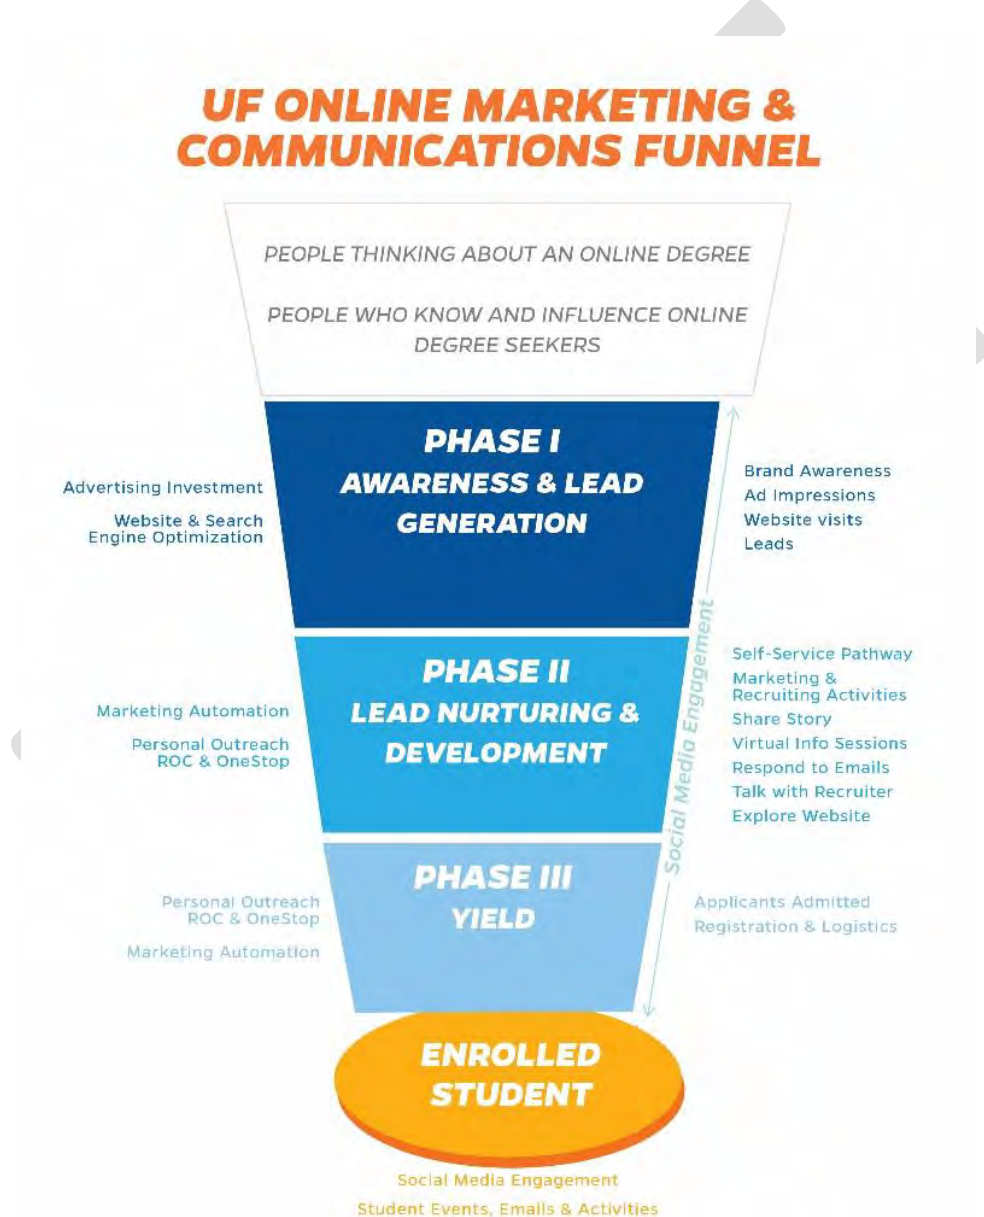 UF ONLINE MARKETING &
COMMUNICATIONS FUNNEL
PEOPLE THINKING ABOUT AN ONLINE DEGREE
PEOPLE WHO KNOW AND INFLUENCE ONLINE
DEGREE SEEKERS
PHASE I
AWARENESS & LEAD
GENERATION
Advertising Investment
Website & Search
Engine Optimization
Brand Awareness
Ad Impressions
Website visits
Leads
Social Media Engagement
PHASE II
LEAD NURTURING &
DEVELOPMENT
Marketing Automation
Personal Outreach
ROC & OneStop
Self-Service Pathway
Marketing &
Recruiting Activities
Share Story
Virtual Info Sessions
Respond to Emails
Talk with Recruiter
Explore Website
PHASE III
YIELD
Personal Outreach
ROC & OneStop
Marketing Automation
Applicants Admitted
Registration & Logistics
ENROLLED
STUDENT
Social Media Engagement
Student Events, Emails & Activities